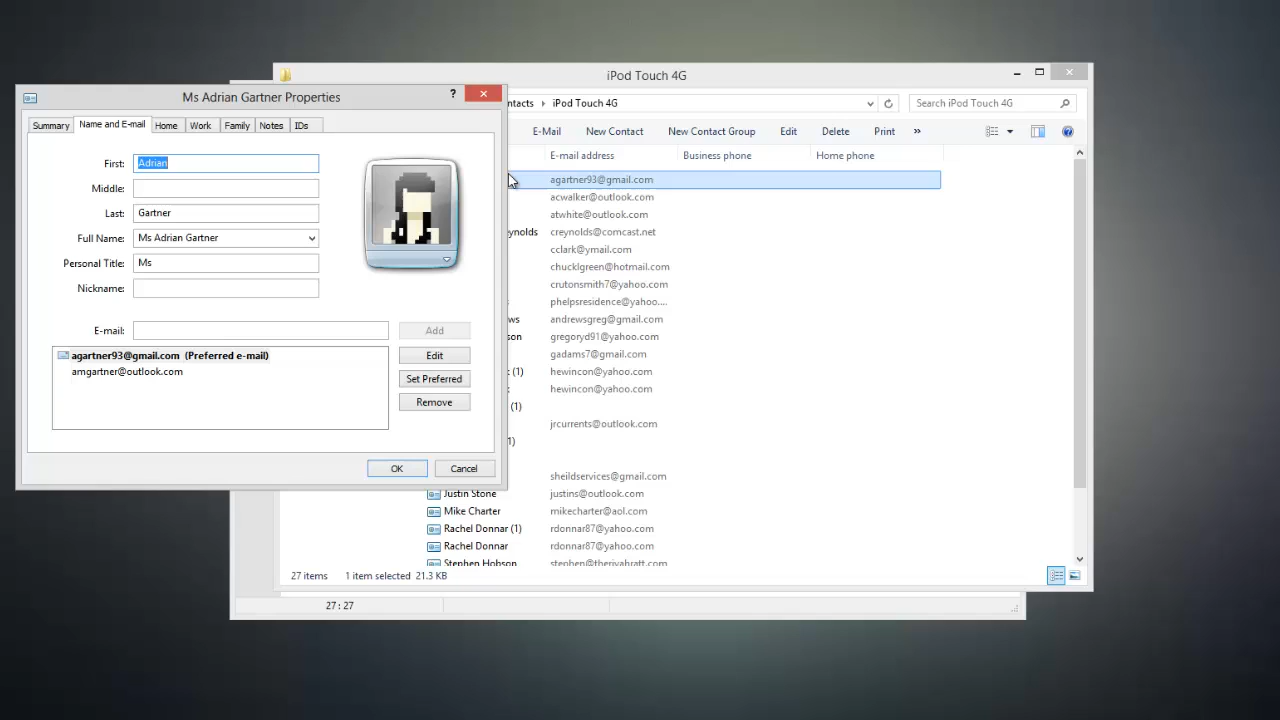 iPod Touch 4G
Ms Adrian Gartner Properties
?
ntacts
iPod Touch 4G
Search iPod Touch 4G
Summary
Name and E-mail
Home
Work
Family
Notes
IDs
E-Mail
New Contact
New Contact Group
Edit
Delete
Print
»
E-mail address
Business phone
Home phone
First:
Adrian
Middle:
Last:
Gartner
Full Name:
Ms Adrian Gartner
Personal Title:
Ms
Nickname:
E-mail:
Add
agartner93@gmail.com (Preferred e-mail)
amgartner@outlook.com
Edit
Set Preferred
Remove
OK
Cancel
agartner93@gmail.com
acwalker@outlook.com
atwhite@outlook.com
eynolds
creynolds@comcast.net
cclark@ymail.com
chucklgreen@hotmail.com
crutonsmith7@yahoo.com
phelpsresidence@yahoo....
ws
andrewsgreg@gmail.com
son
gregoryd91@yahoo.com
gadams7@gmail.com
(1)
hewincon@yahoo.com
hewincon@yahoo.com
(1)
jrcurrents@outlook.com
1)
sheildservices@gmail.com
Justin Stone
justins@outlook.com
Mike Charter
mikecharter@aol.com
Rachel Donnar (1)
rdonnar87@yahoo.com
Rachel Donnar
rdonnar87@yahoo.com
Stephen Hobson
27 items
1 item selected 21.3 KB
27 : 27